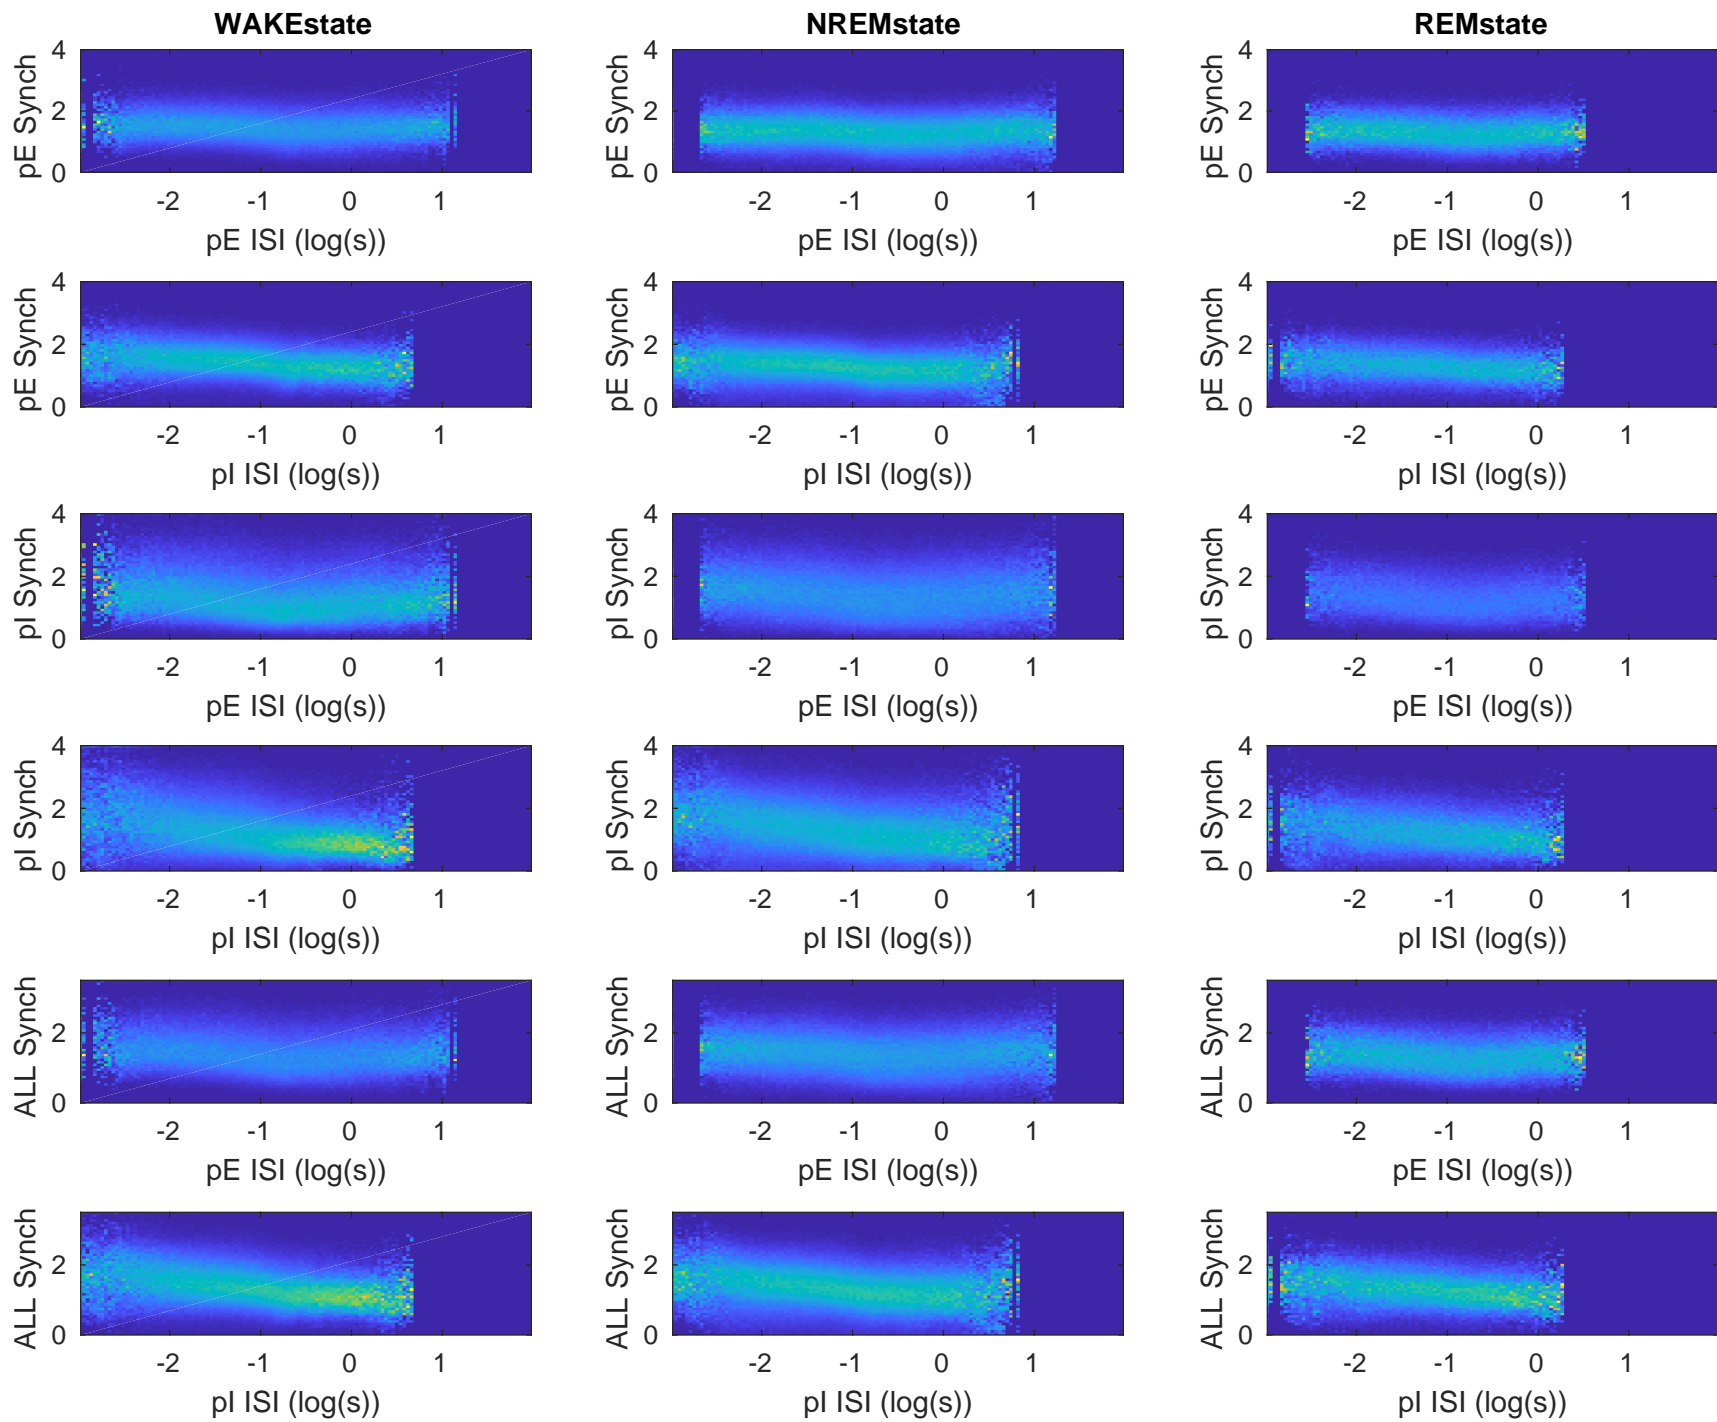 WAKEstate NREMstate REMstate
4 4 4
pE Synch pE Synch pE Synch
2 2 2
0 0 0
-2 -1 0 1 -2 -1 0 1 -2 -1 0 1
pE ISI (log(s)) pE ISI (log(s)) pE ISI (log(s))
4 4 4
pE Synch pE Synch pE Synch
2 2 2
0 0 0
-2 -1 0 1 -2 -1 0 1 -2 -1 0 1
pI ISI (log(s)) pI ISI (log(s)) pI ISI (log(s))
4 4 4
pI Synch pI Synch pI Synch
2 2 2
0 0 0
-2 -1 0 1 -2 -1 0 1 -2 -1 0 1
pE ISI (log(s)) pE ISI (log(s)) pE ISI (log(s))
4 4 4
pI Synch pI Synch pI Synch
2 2 2
0 0 0
-2 -1 0 1 -2 -1 0 1 -2 -1 0 1
pI ISI (log(s)) pI ISI (log(s)) pI ISI (log(s))
ALL Synch ALL Synch ALL Synch
2 2 2
0 0 0
-2 -1 0 1 -2 -1 0 1 -2 -1 0 1
pE ISI (log(s)) pE ISI (log(s)) pE ISI (log(s))
ALL Synch ALL Synch ALL Synch
2 2 2
0 0 0
-2 -1 0 1 -2 -1 0 1 -2 -1 0 1
pI ISI (log(s)) pI ISI (log(s)) pI ISI (log(s))